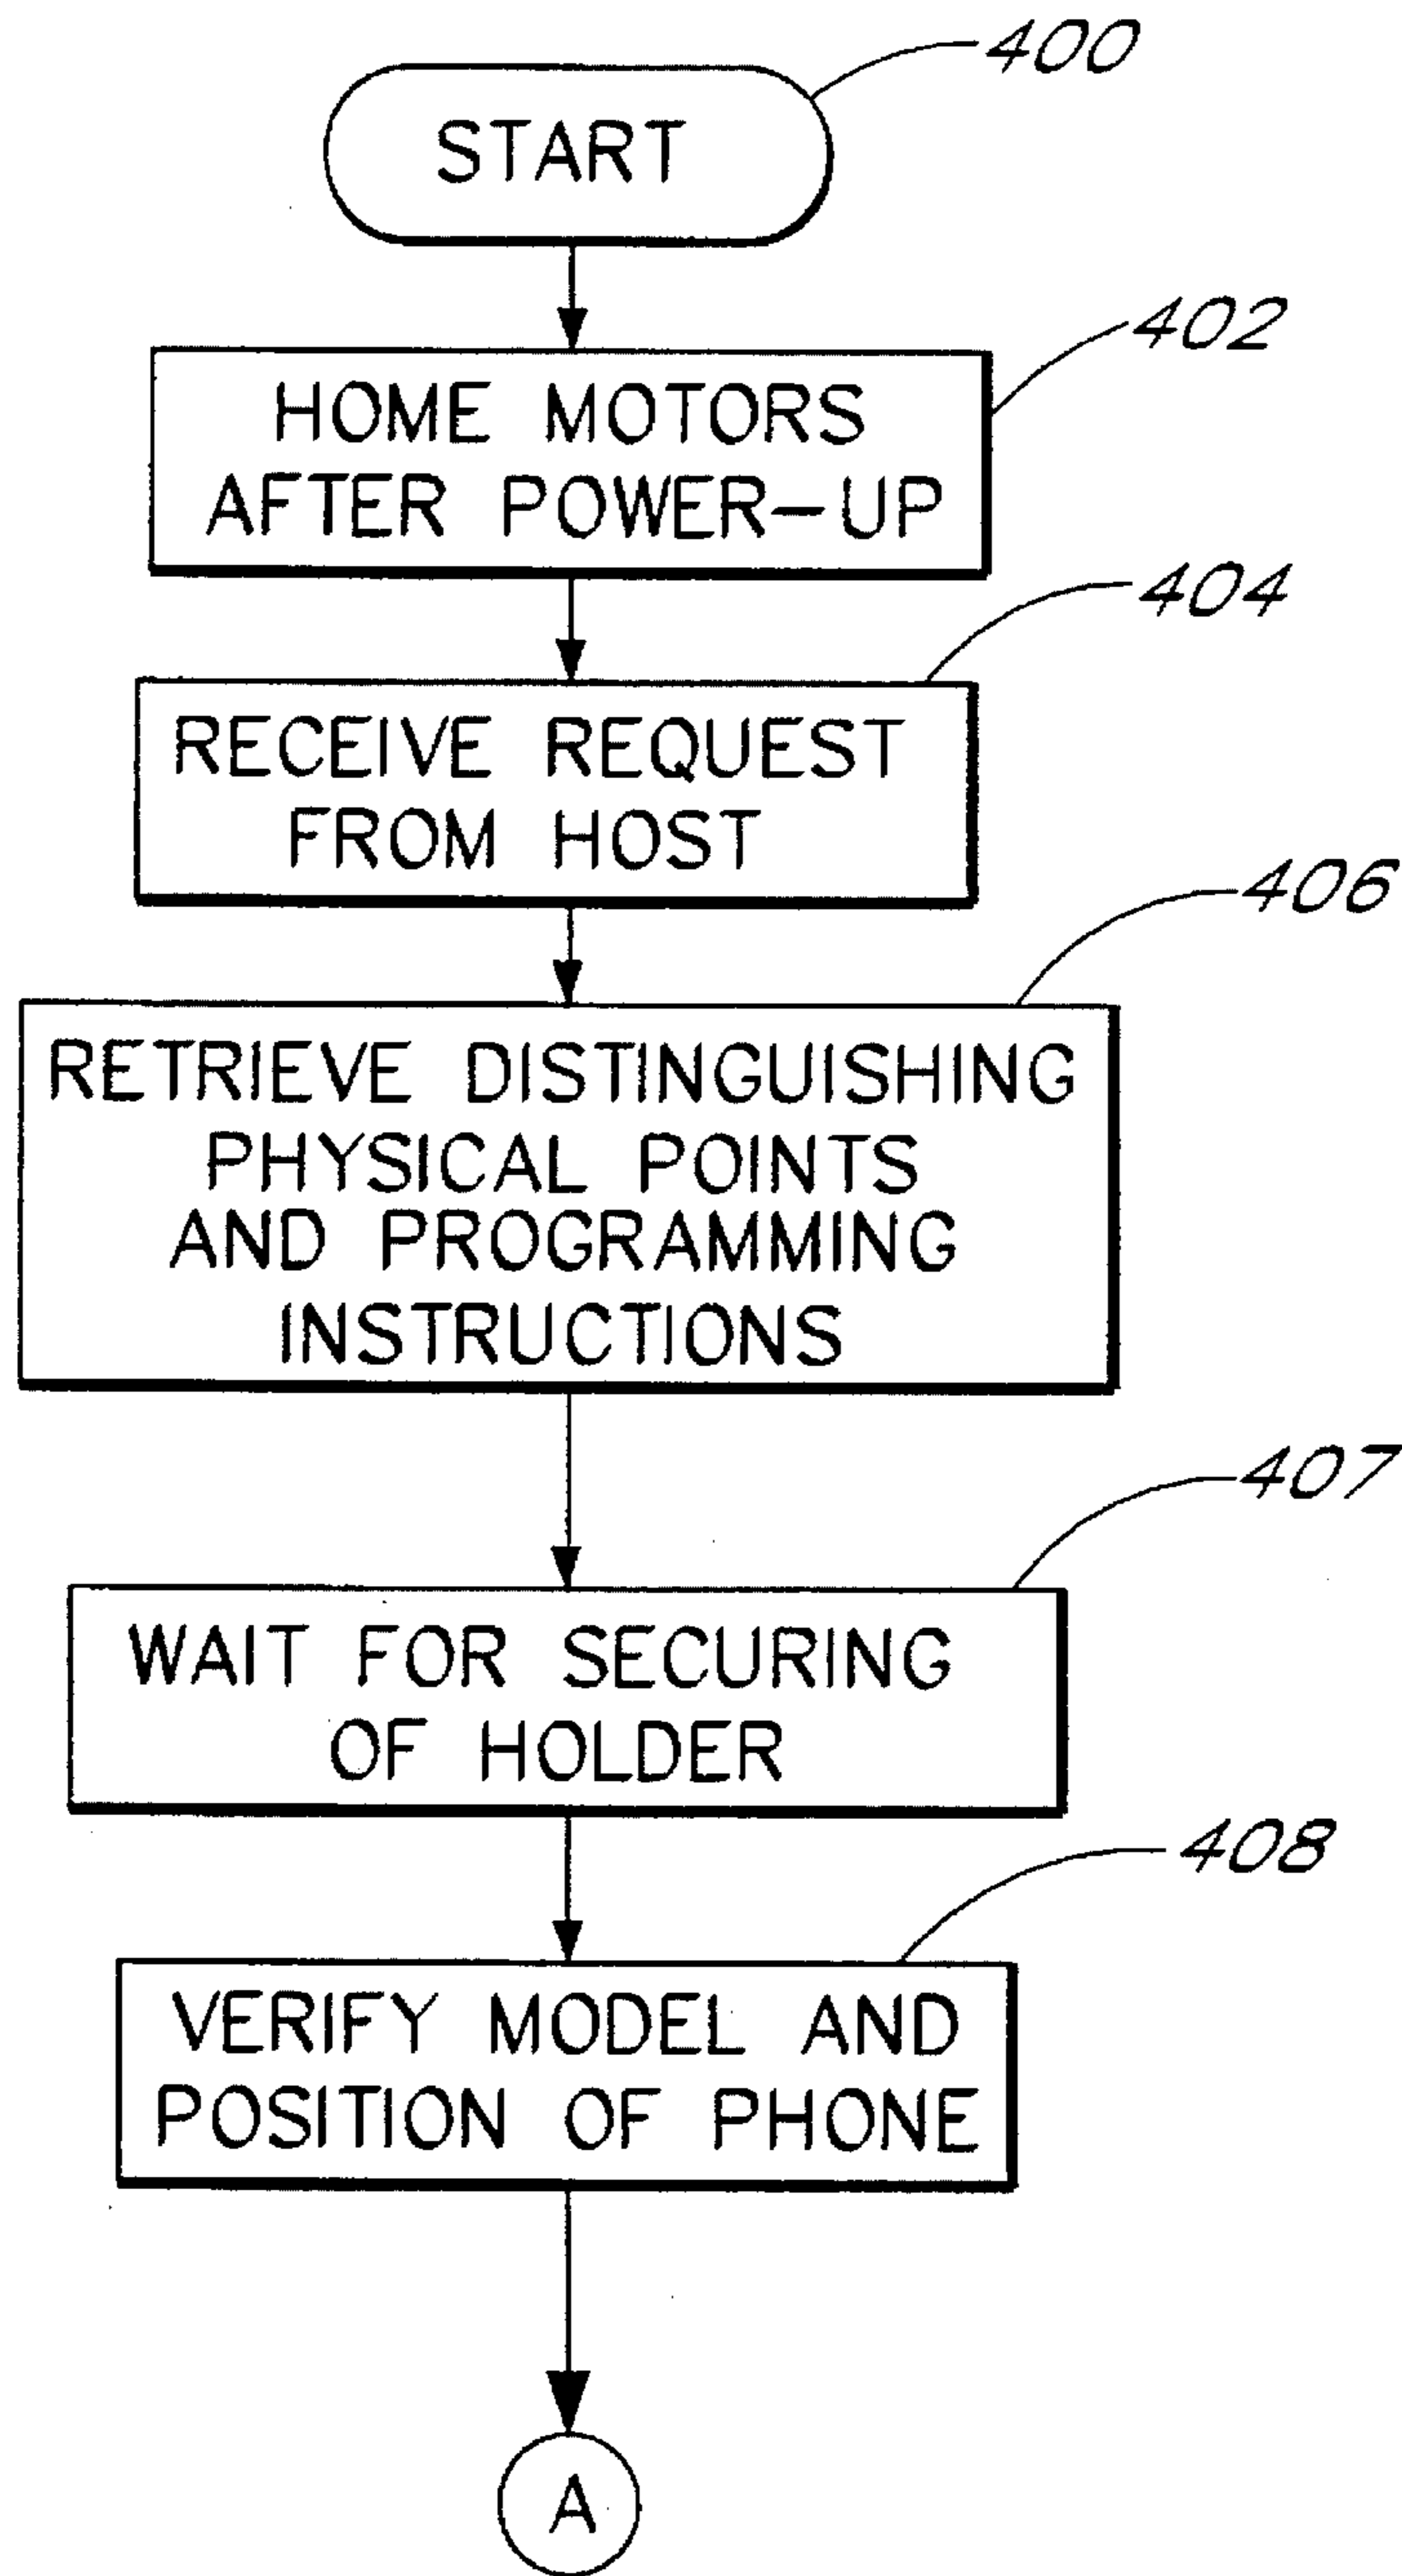 400
START
402
HOME MOTORS
AFTER POWER-UP
404
RECEIVE REQUEST
FROM HOST
406
RETRIEVE DISTINGUISHING
PHYSICAL POINTS
AND PROGRAMMING
INSTRUCTIONS
407
WAIT FOR SECURING
OF HOLDER
408
VERIFY MODEL AND
POSITION OF PHONE
A